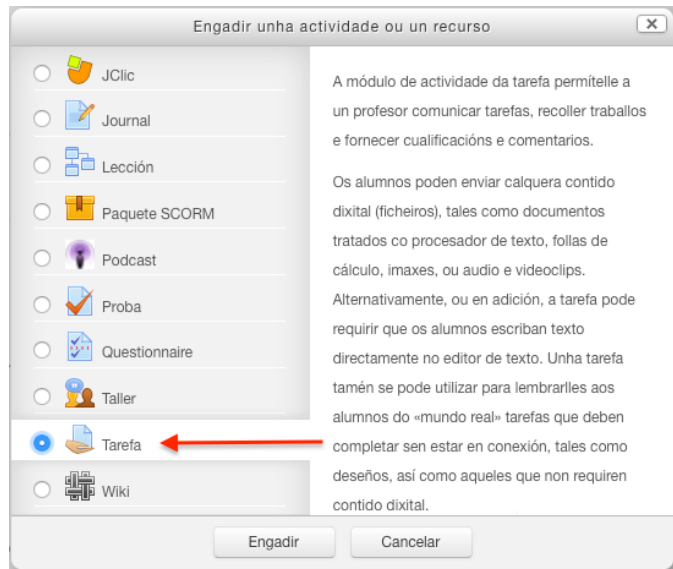 Engadir unha actividade ou un recurso
JClic
Journal
Lección
Paquete SCORM
Podcast
Proba
Questionnaire
Taller
Tarefa
Wiki
A módulo de actividade da tarefa permítelle a
un profesor comunicar tarefas, recoller traballos
e fornecer cualificacións e comentarios.
Os alumnos poden enviar calquera contido
dixital (ficheiros), tales como documentos
tratados co procesador de texto, follas de
cálculo, imaxes, ou audio e videoclips.
Alternativamente, ou en adición, a tarefa pode
requirir que os alumnos escriban texto
directamente no editor de texto. Unha tarefa
tamén se pode utilizar para lembrarlles aos
alumnos do «mundo real» tarefas que deben
completar sen estar en conexión, tales como
deseños, así como aqueles que non requiren
contido dixital.
Engadir
Cancelar